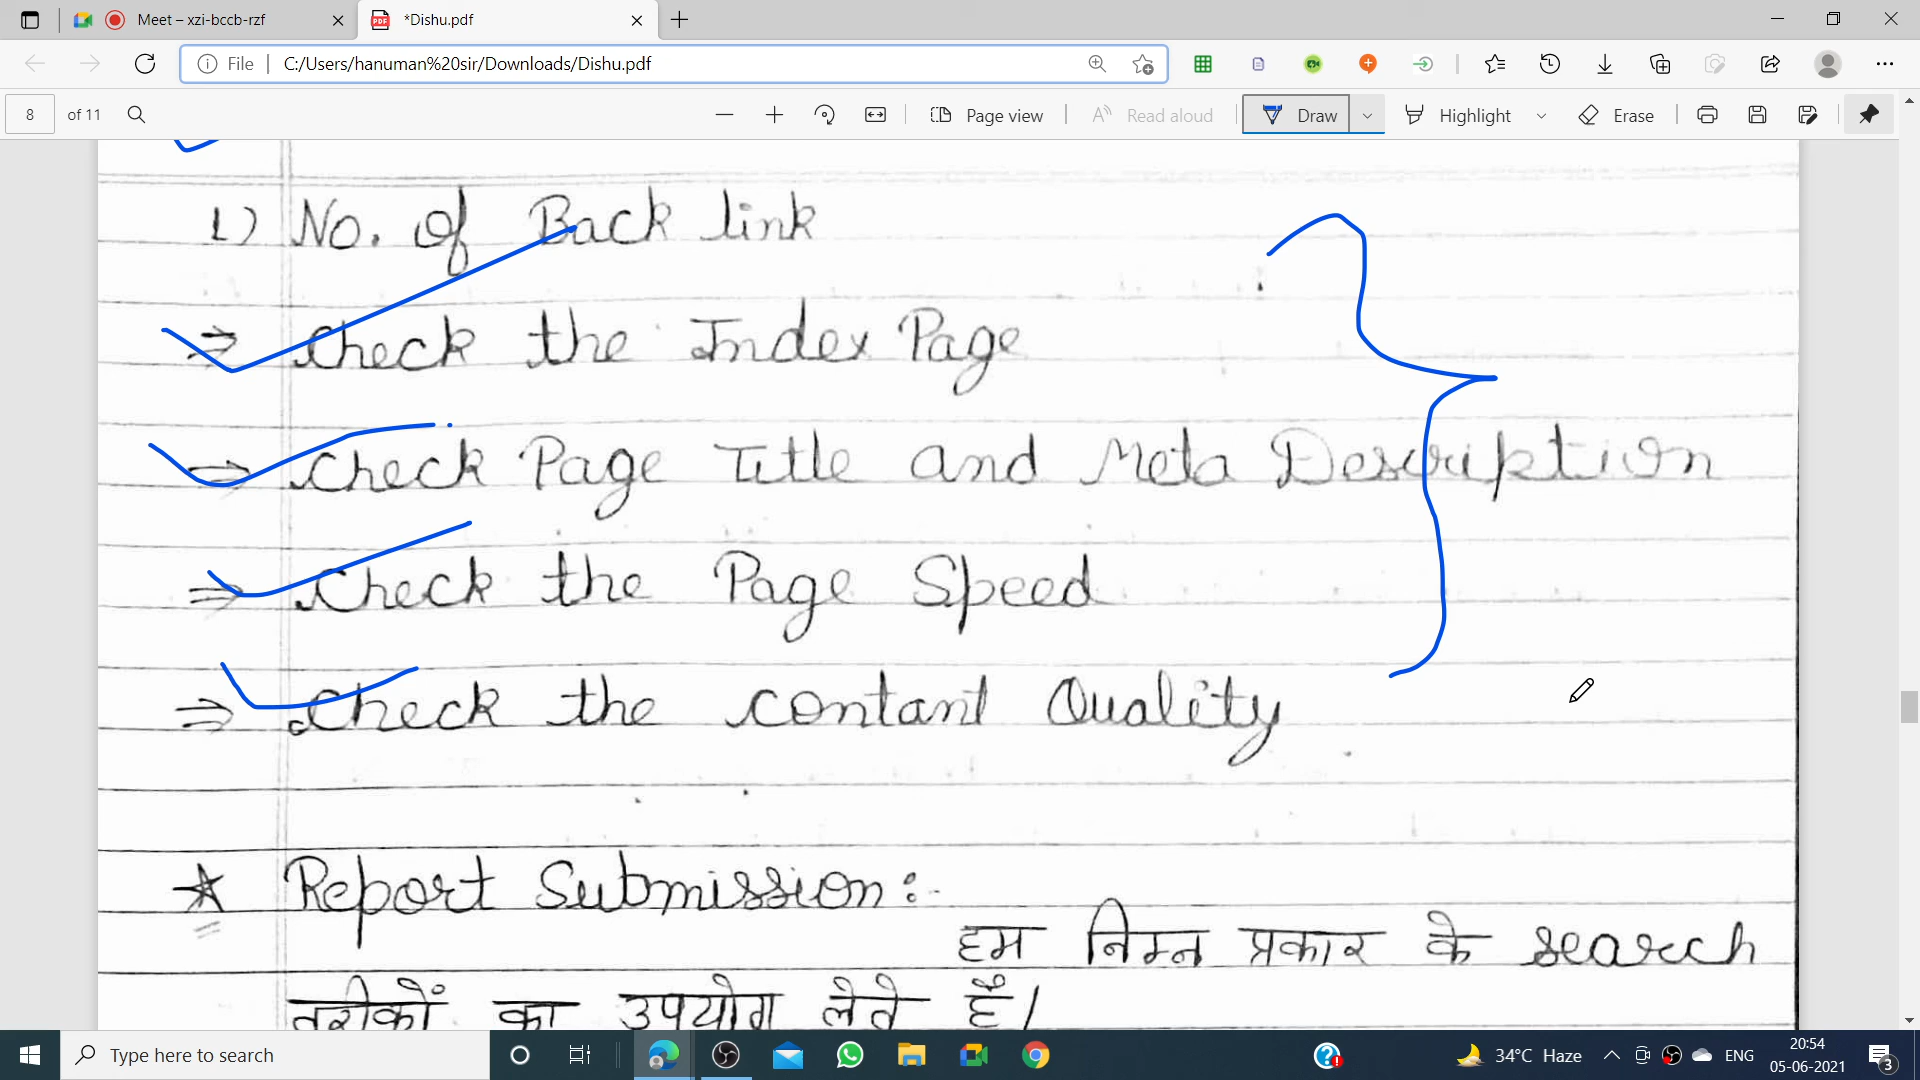 Meet – xzi-bccb-rzf
*Dishu.pdf
File
C:/Users/hanuman%20sir/Downloads/Dishu.pdf
8 of 11
Page view
Read aloud
Draw
Highlight
Erase
1) No. of Back link
⇒ Check the Index Page
⇒ Check Page Title and Meta Description
⇒ Check the Page Speed
⇒ Check the contant Quality
★ Report Submission :-
हम निम्न प्रकार के search
तरीकों का उपयोग लेते है।
Type here to search
34°C Haze
ENG
20:54
05-06-2021
3